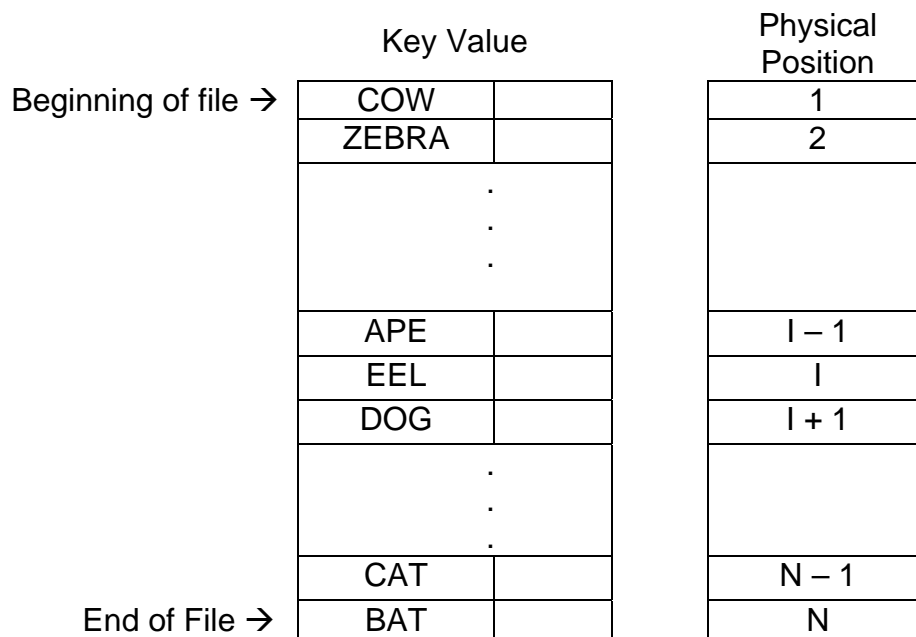 Key Value Physical
Position
Beginning of file → COW 1
ZEBRA 2
.
.
.
APE I – 1
EEL I
DOG I + 1
.
.
.
CAT N – 1
End of File → BAT N